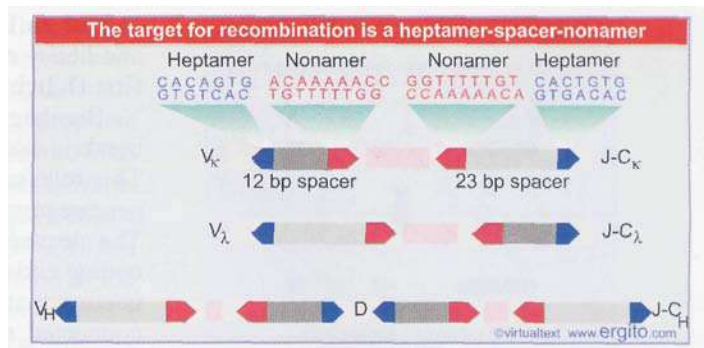 The target for recombination is a heptamer-spacer-nonamer
Heptamer Nonamer Nonamer Heptamer
CACAGTG ACAAAAACC GGTTTTTGT CACTGTG
GTGTCAC TGTTTTTGG CCAAAAACA GTGACAC
Vκ J-Cκ
12 bp spacer 23 bp spacer
Vλ J-Cλ
VH D J-CH
©virtualtext www.ergito.com